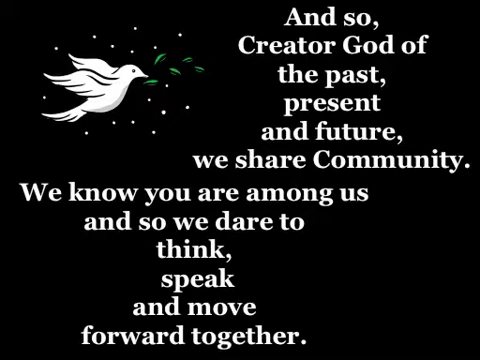 And so,
Creator God of
the past,
present
and future,
we share Community.
We know you are among us
and so we dare to
think,
speak
and move
forward together.